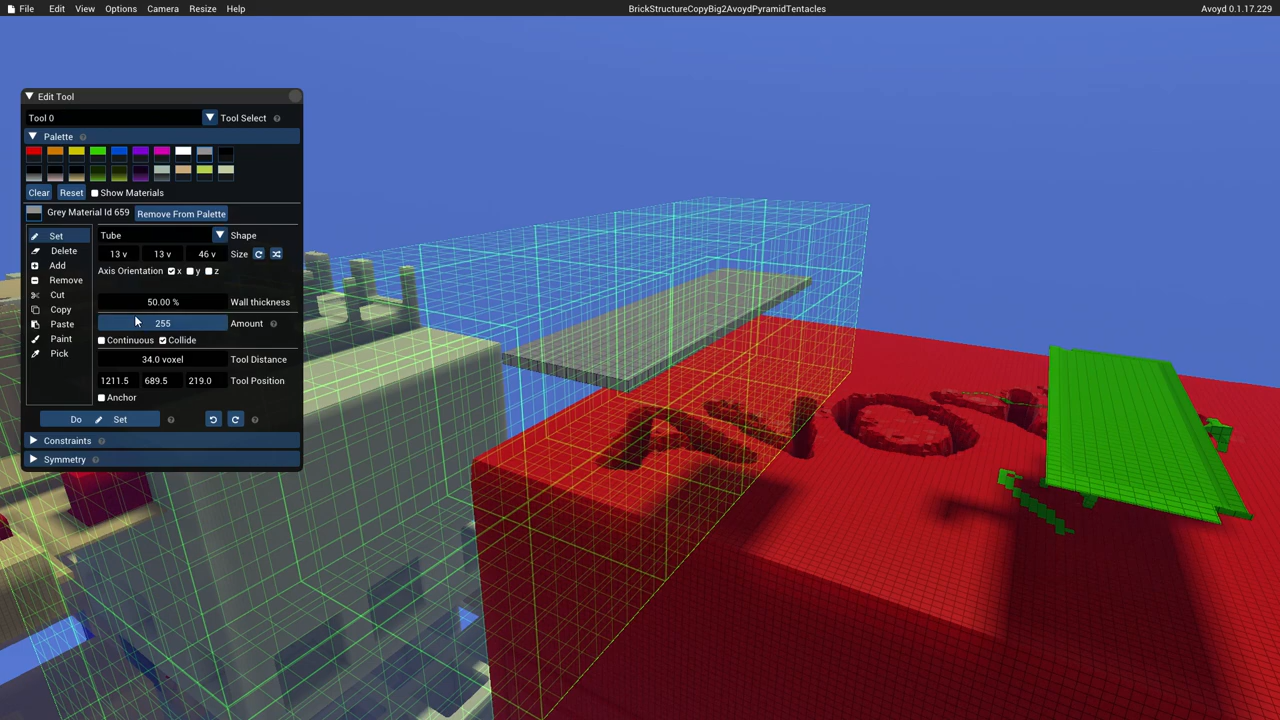 File Edit View Options Camera Resize Help BrickStructureCopyBig2AvoydPyramidTentacles Avoyd 0.1.17.229
Edit Tool
Tool 0 Tool Select ?
Palette ?
Clear Reset Show Materials
Grey Material Id 659 Remove From Palette
Set Tube Shape
Delete 13 v 13 v 46 v Size
Add Axis Orientation x y z
Remove
Cut 50.00 % Wall thickness
Copy
Paste 255 Amount ?
Paint Continuous Collide
Pick 34.0 voxel Tool Distance
1211.5 689.5 219.0 Tool Position
Anchor
Do Set ? ?
Constraints ?
Symmetry ?
AVOYD